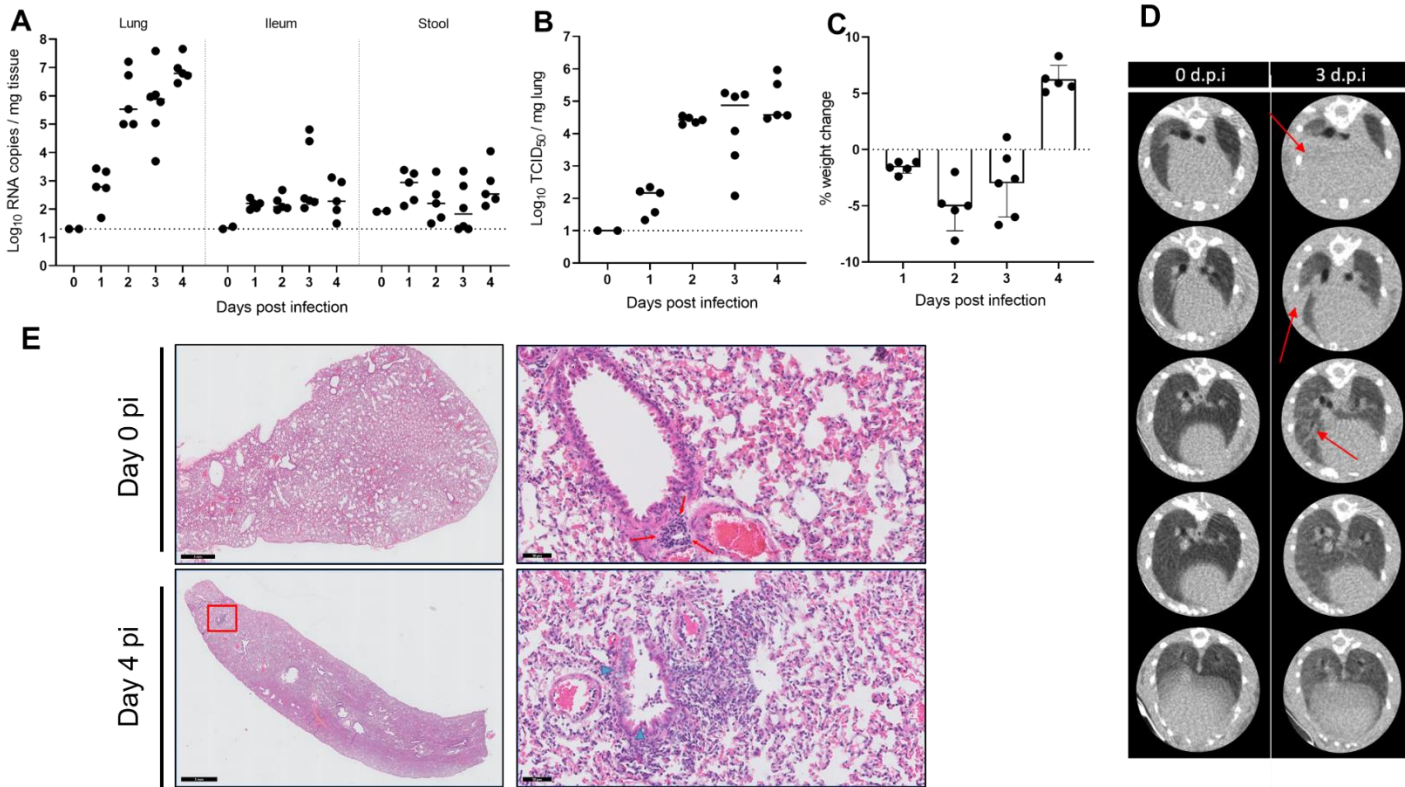 A
Lung
Ileum
Stool
Log₁₀ RNA copies / mg tissue
8
7
6
5
4
3
2
1
0
0 1 2 3 4 0 1 2 3 4 0 1 2 3 4
Days post infection
B
Log₁₀ TCID₅₀ / mg lung
7
6
5
4
3
2
1
0
0 1 2 3 4
Days post infection
C
% weight change
10
5
0
-5
-10
1 2 3 4
Days post infection
D
0 d.p.i
3 d.p.i
E
Day 0 pi
Day 4 pi